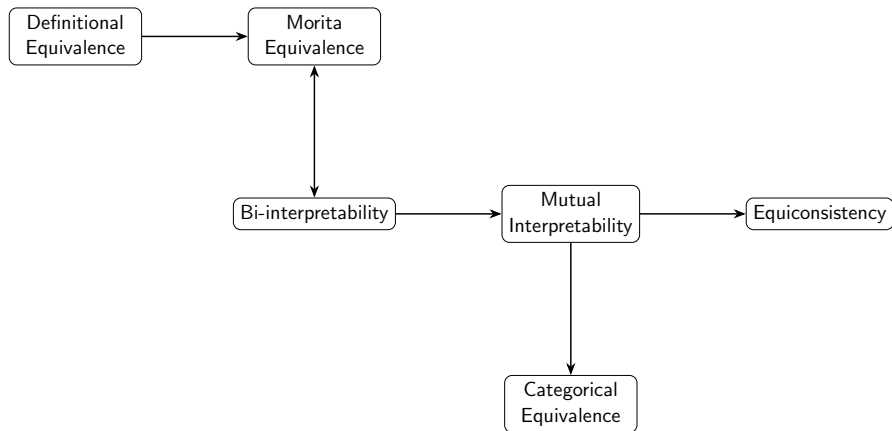 Definitional
Equivalence
Morita
Equivalence
Bi-interpretability
Mutual
Interpretability
Equiconsistency
Categorical
Equivalence